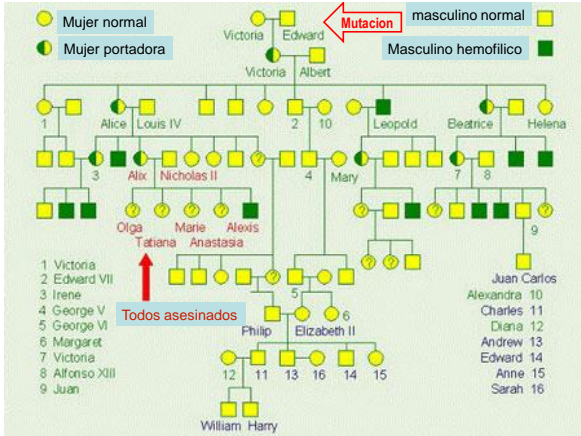 Mujer normal
Mutacion
masculino normal
Victoria Edward
Mujer portadora
Masculino hemofilico
Victoria Albert
1 Alice Louis IV 2 10 Leopold Beatrice Helena
? ?
3 Alix Nicholas II 4 Mary 7 8
? ? ? ? ? ?
Olga Marie Alexis
Tatiana Anastasia
9
? ?
?
1 Victoria
2 Edward VII
3 Irene
4 George V
5 George VI
6 Margaret
7 Victoria
8 Alfonso XIII
9 Juan
Todos asesinados
5 6
Philip Elizabeth II
Juan Carlos
Alexandra 10
Charles 11
Diana 12
Andrew 13
Edward 14
Anne 15
Sarah 16
12 11 13 16 14 15
William Harry